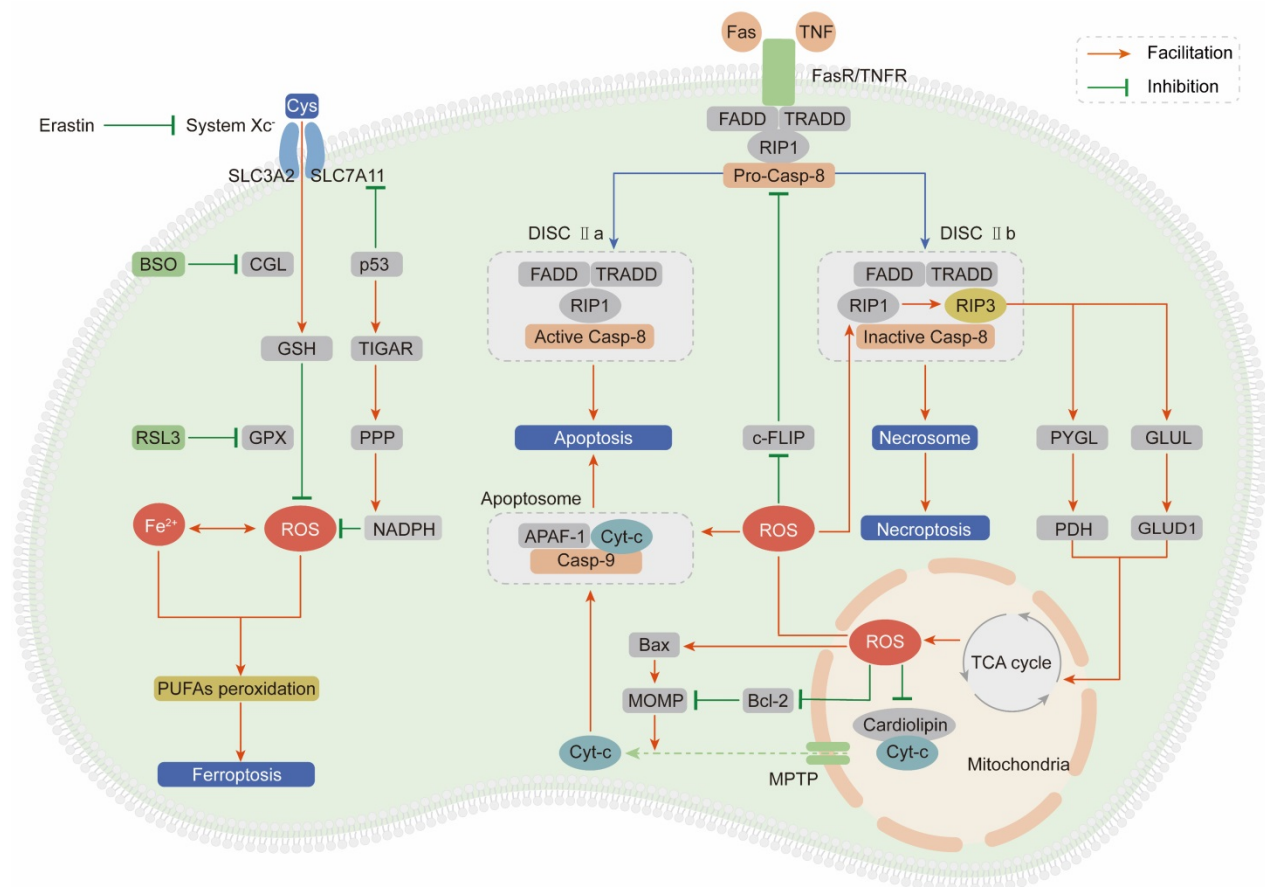 Fas
TNF
Facilitation
Inhibition
FasR/TNFR
Cys
Erastin
System Xc⁻
FADD
TRADD
RIP1
SLC3A2
SLC7A11
Pro-Casp-8
DISC Ⅱa
DISC Ⅱb
BSO
CGL
p53
FADD
TRADD
FADD
TRADD
RIP1
RIP1
RIP3
Active Casp-8
Inactive Casp-8
GSH
TIGAR
RSL3
GPX
PPP
Apoptosis
c-FLIP
Necrosome
PYGL
GLUL
Apoptosome
Fe²⁺
ROS
NADPH
APAF-1
Cyt-c
Casp-9
ROS
Necroptosis
PDH
GLUD1
Bax
ROS
TCA cycle
PUFAs peroxidation
MOMP
Bcl-2
Cardiolipin
Cyt-c
Cyt-c
MPTP
Mitochondria
Ferroptosis